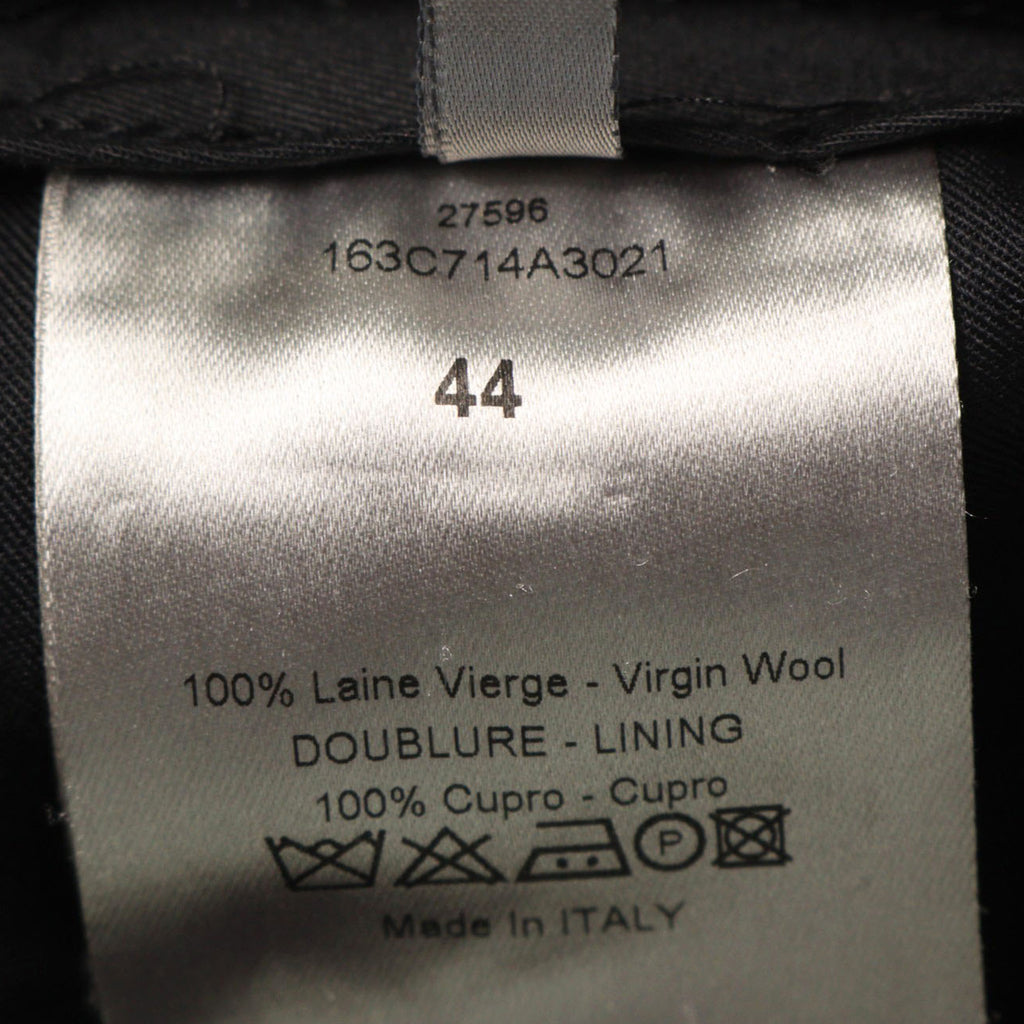 27596
163C714A3021
44
100% Laine Vierge - Virgin Wool
DOUBLURE - LINING
100% Cupro - Cupro
P
Made In ITALY